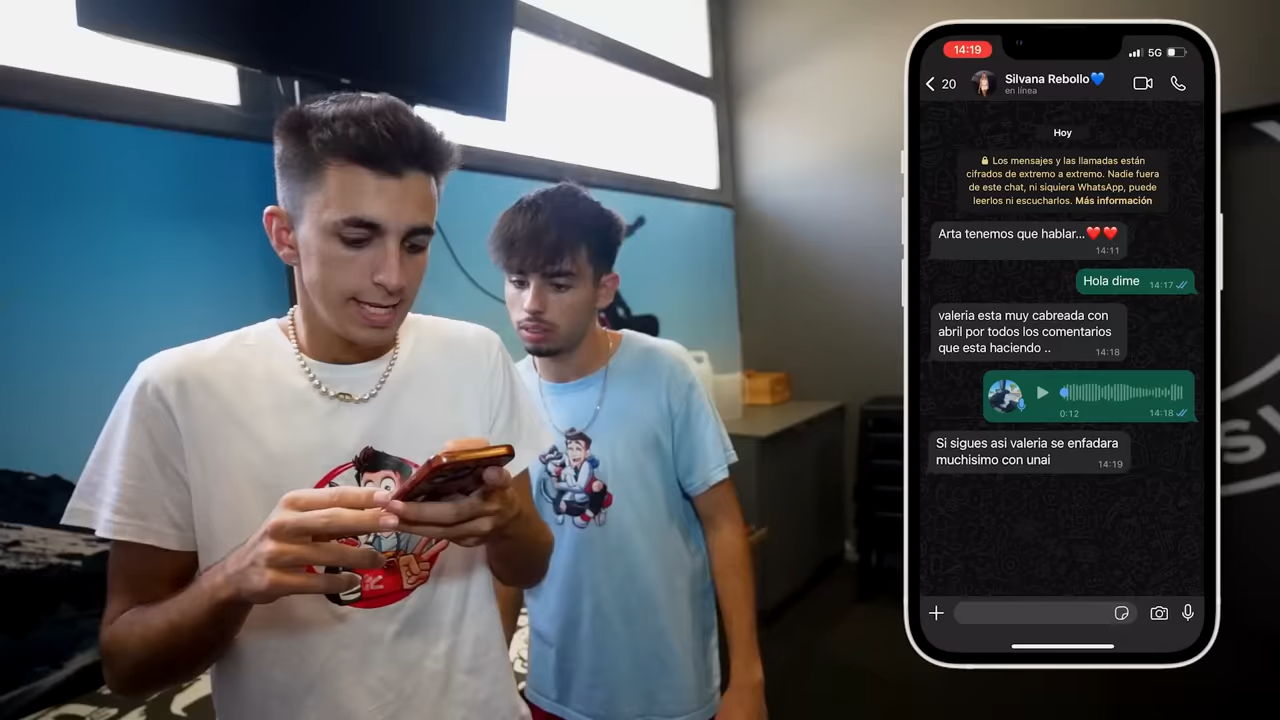 14:19
5G
20
Silvana Rebollo💙
en línea
Hoy
🔒 Los mensajes y las llamadas están
cifrados de extremo a extremo. Nadie fuera
de este chat, ni siquiera WhatsApp, puede
leerlos ni escucharlos. Más información
Arta tenemos que hablar...❤️❤️
14:11
Hola dime
14:17
valeria esta muy cabreada con
abril por todos los comentarios
que esta haciendo ..
14:18
0:12
14:18
Si sigues asi valeria se enfadara
muchisimo con unai
14:19